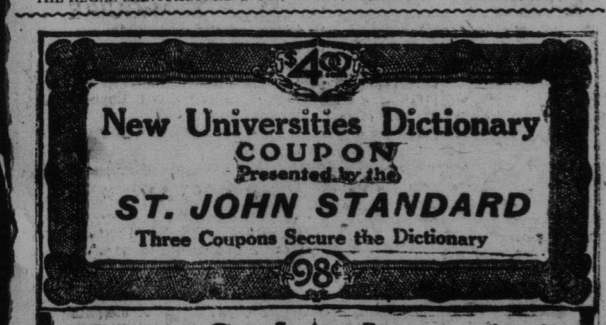 $4.00
New Universities Dictionary
COUPON
Presented by the
ST. JOHN STANDARD
Three Coupons Secure the Dictionary
98¢